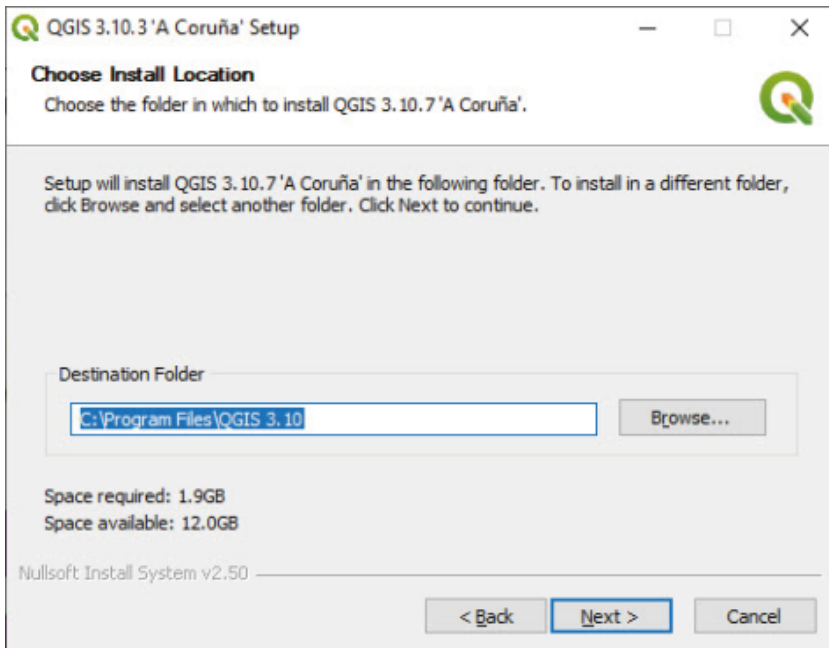 QGIS 3.10.3 'A Coruña' Setup
Choose Install Location
Choose the folder in which to install QGIS 3.10.7 'A Coruña'.
Setup will install QGIS 3.10.7 'A Coruña' in the following folder. To install in a different folder,
click Browse and select another folder. Click Next to continue.
Destination Folder
C:\Program Files\QGIS 3.10
Browse...
Space required: 1.9GB
Space available: 12.0GB
Nullsoft Install System v2.50
< Back Next > Cancel